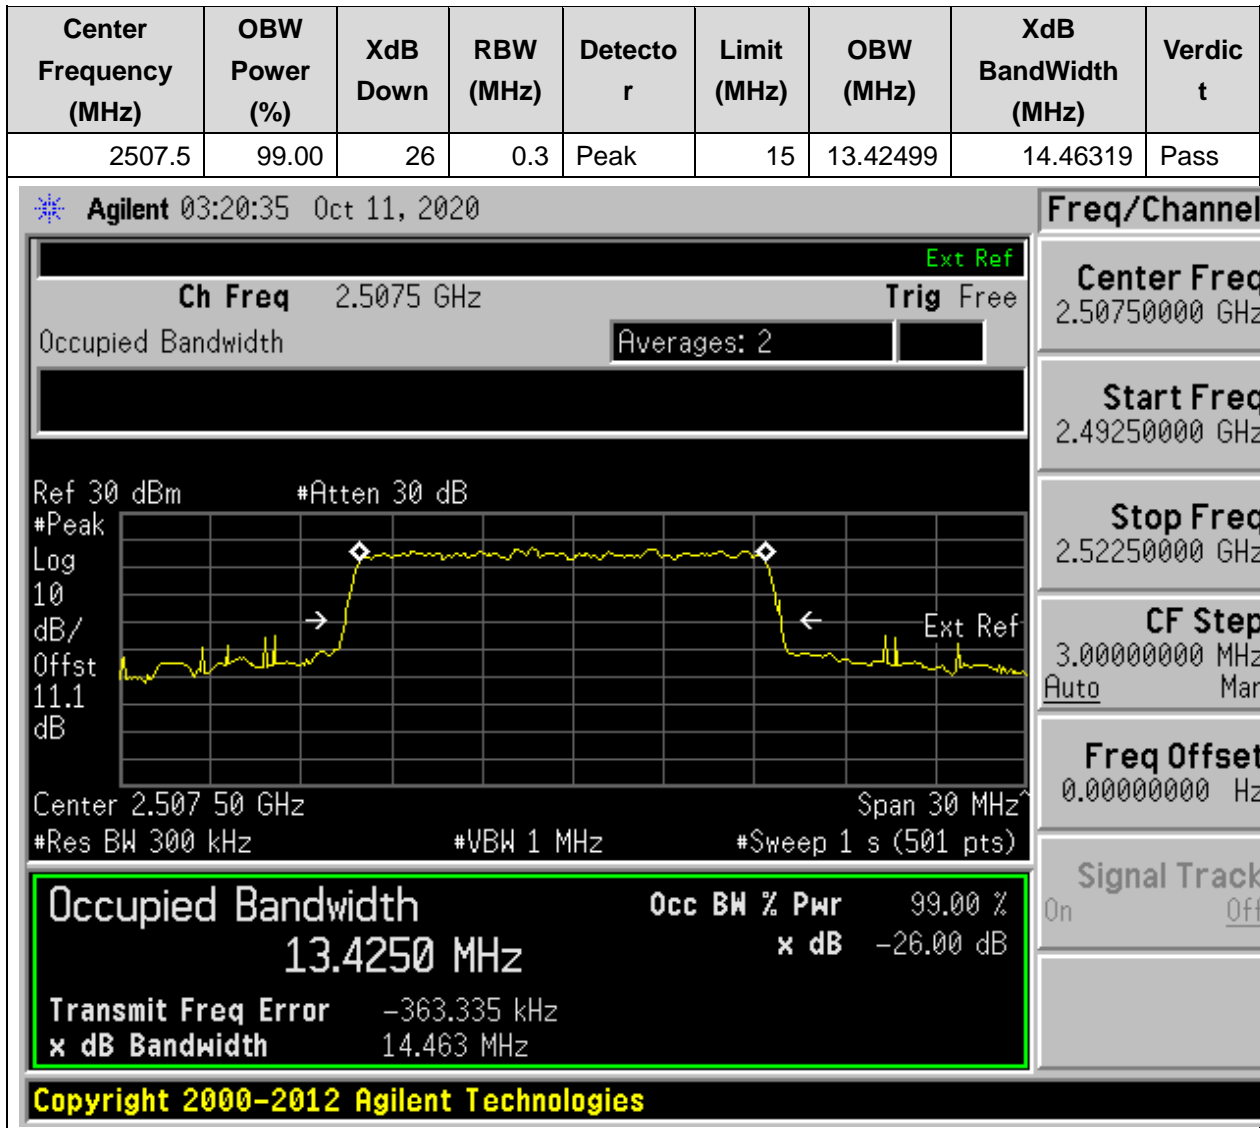 Center Frequency (MHz) OBW Power (%) XdB Down RBW (MHz) Detector Limit (MHz) OBW (MHz) XdB BandWidth (MHz) Verdict
2507.5 99.00 26 0.3 Peak 15 13.42499 14.46319 Pass
Agilent 03:20:35 Oct 11, 2020
Freq/Channel
Ext Ref
Ch Freq 2.5075 GHz Trig Free
Occupied Bandwidth Averages: 2
Center Freq
2.50750000 GHz
Start Freq
2.49250000 GHz
Stop Freq
2.52250000 GHz
CF Step
3.00000000 MHz
Auto Man
Freq Offset
0.00000000 Hz
Signal Track
On Off
Ref 30 dBm #Atten 30 dB
#Peak
Log
10
dB/
Offst
11.1
dB
Ext Ref
Center 2.507 50 GHz Span 30 MHz^
#Res BW 300 kHz #VBW 1 MHz #Sweep 1 s (501 pts)
Occupied Bandwidth Occ BW % Pwr 99.00 %
13.4250 MHz x dB -26.00 dB
Transmit Freq Error -363.335 kHz
x dB Bandwidth 14.463 MHz
Copyright 2000-2012 Agilent Technologies